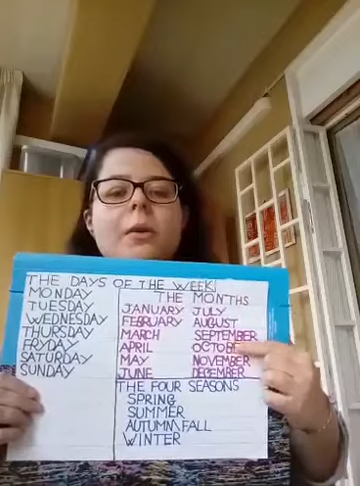 THE DAYS OF THE WEEK
MONDAY
TUESDAY
WEDNESDAY
THURSDAY
FRYDAY
SATURDAY
SUNDAY
THE MONTHS
JANUARY JULY
FEBRUARY AUGUST
MARCH SEPTEMBER
APRIL OCTOB
MAY NOVEMBER
JUNE DECEMBER
THE FOUR SEASONS
SPRING
SUMMER
AUTUMN\FALL
WINTER